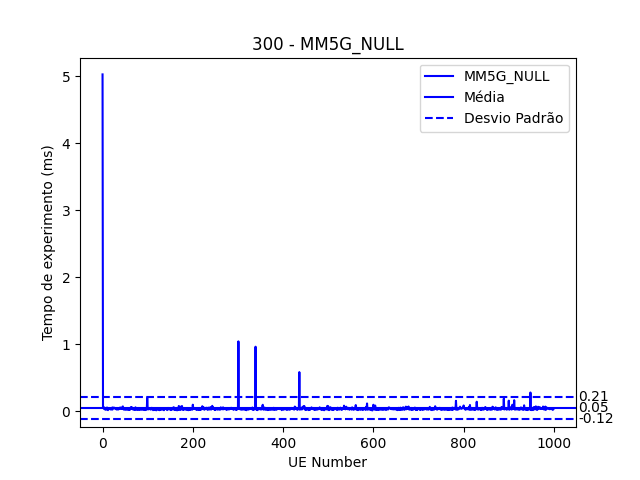 300 - MM5G_NULL
MM5G_NULL
Média
Desvio Padrão
Tempo de experimento (ms)
5
4
3
2
1
0
0.21
0.05
-0.12
0 200 400 600 800 1000
UE Number